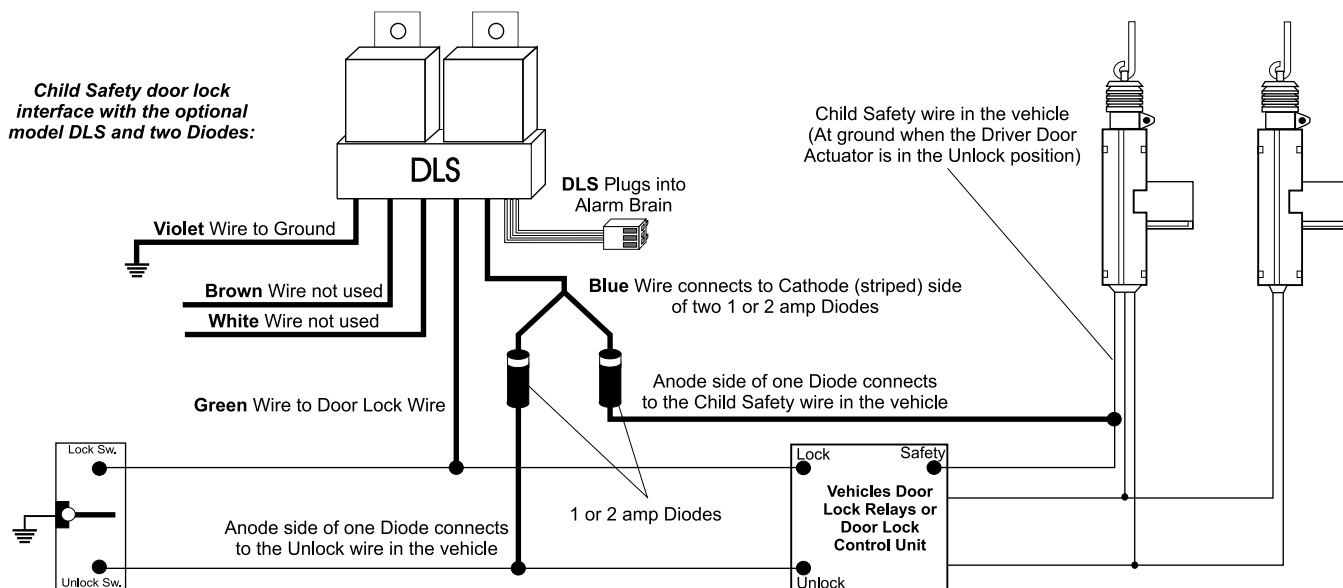 Child Safety door lock
interface with the optional
model DLS and two Diodes:
DLS
DLS Plugs into
Alarm Brain
Child Safety wire in the vehicle
(At ground when the Driver Door
Actuator is in the Unlock position)
Violet Wire to Ground
Brown Wire not used
White Wire not used
Blue Wire connects to Cathode (striped) side
of two 1 or 2 amp Diodes
Anode side of one Diode connects
to the Child Safety wire in the vehicle
Green Wire to Door Lock Wire
Lock Sw.
Lock
Safety
Vehicles Door
Lock Relays or
Door Lock
Control Unit
1 or 2 amp Diodes
Anode side of one Diode connects
to the Unlock wire in the vehicle
Unlock Sw.
Unlock